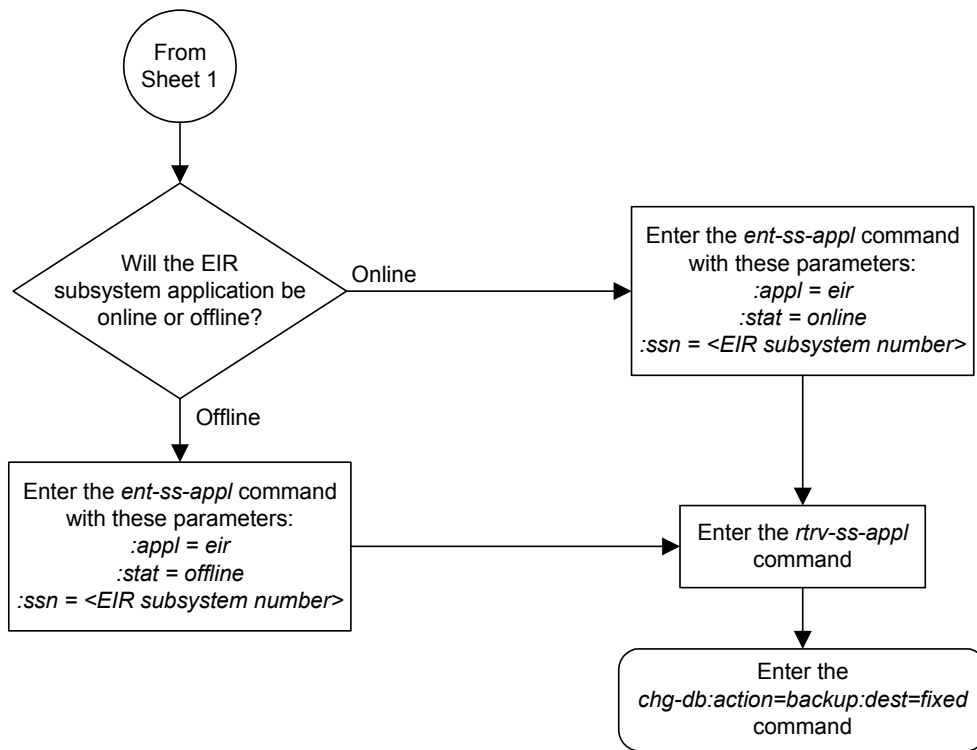 From
Sheet 1
Will the EIR
subsystem application be
online or offline?
Online
Enter the ent-ss-appl command
with these parameters:
:appl = eir
:stat = online
:ssn = <EIR subsystem number>
Offline
Enter the ent-ss-appl command
with these parameters:
:appl = eir
:stat = offline
:ssn = <EIR subsystem number>
Enter the rtrv-ss-appl
command
Enter the
chg-db:action=backup:dest=fixed
command